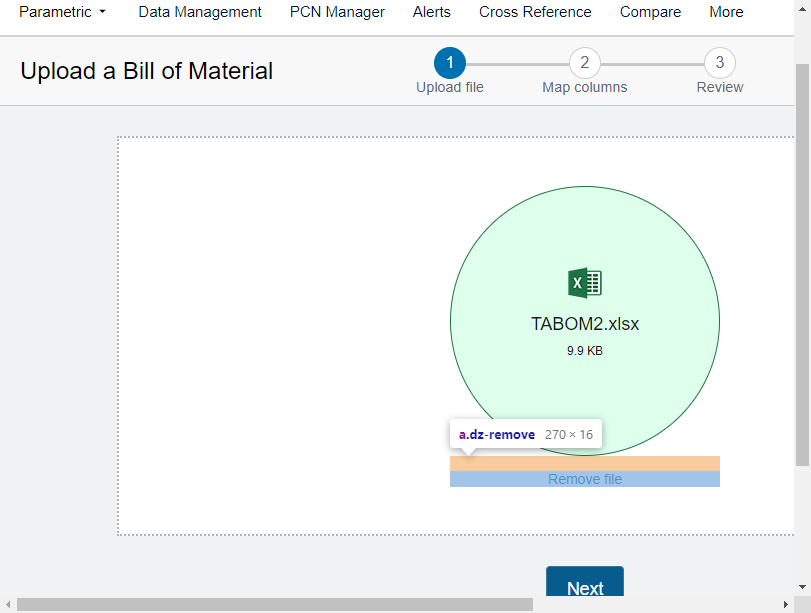 Parametric Data Management PCN Manager Alerts Cross Reference Compare More
Upload a Bill of Material
1 2 3
Upload file Map columns Review
X
TABOM2.xlsx
9.9 KB
a.dz-remove 270 × 16
Remove file
Next